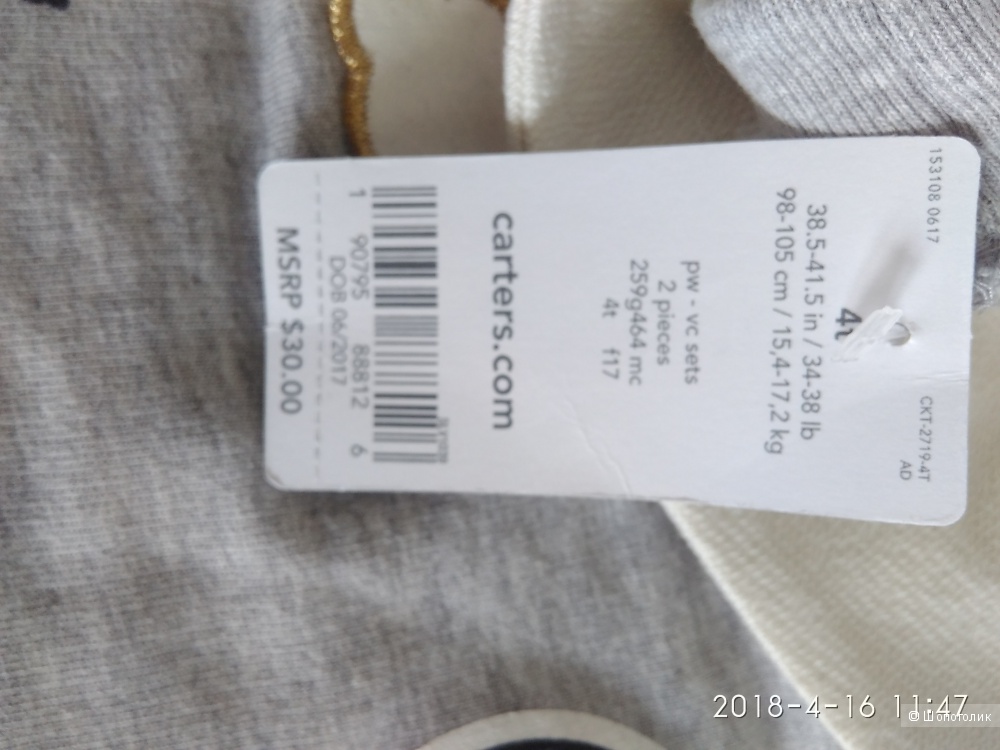 153108 0617
CKT-2719-4T
AD
38.5-41.5 in / 34-38 lb
98-105 cm / 15,4-17,2 kg
pw - vc sets
2 pieces
259g464 mc
4t f17
carters.com
1 90795 88812 6
DOB 06/2017
MSRP $30.00
2018-4-16 11:47
© Шопотолик